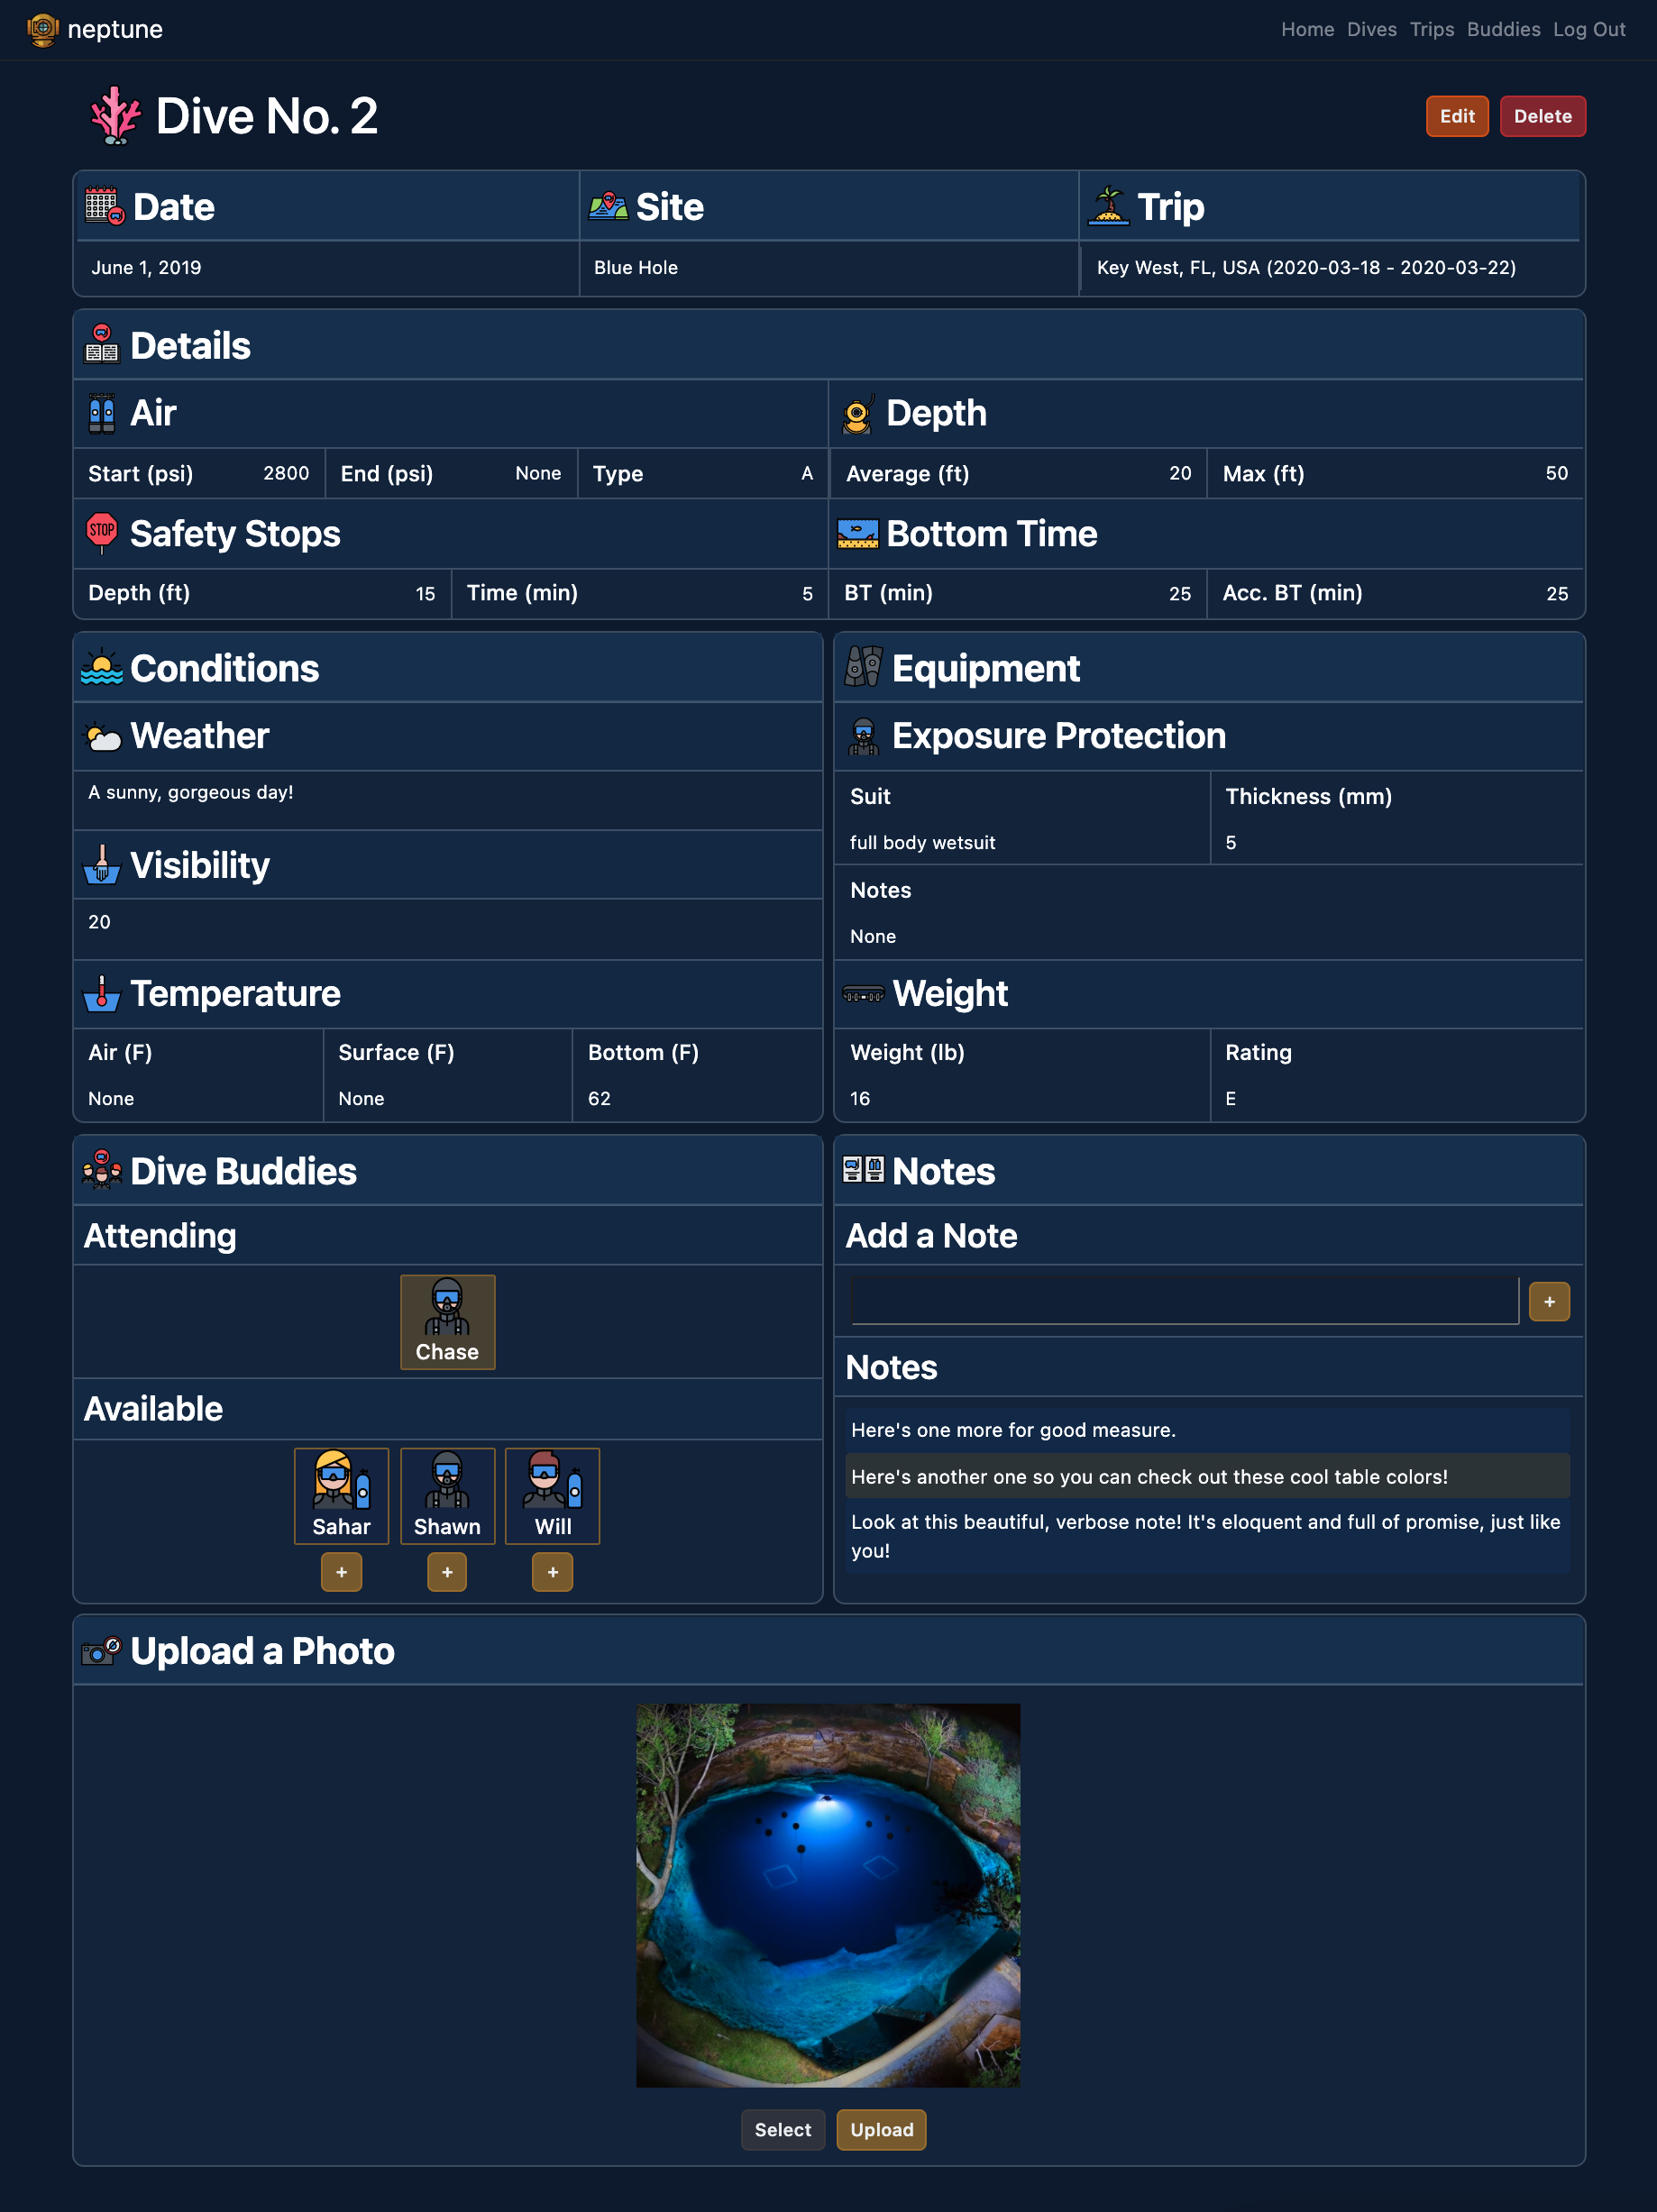 neptune
Home Dives Trips Buddies Log Out
Dive No. 2
Edit Delete
Date Site Trip
June 1, 2019 Blue Hole Key West, FL, USA (2020-03-18 - 2020-03-22)
Details
Air Depth
Start (psi) 2800 End (psi) None Type A Average (ft) 20 Max (ft) 50
STOP Safety Stops Bottom Time
Depth (ft) 15 Time (min) 5 BT (min) 25 Acc. BT (min) 25
Conditions
Weather
A sunny, gorgeous day!
Visibility
20
Temperature
Air (F) Surface (F) Bottom (F)
None None 62
Equipment
Exposure Protection
Suit Thickness (mm)
full body wetsuit 5
Notes
None
Weight
Weight (lb) Rating
16 E
Dive Buddies
Attending
Chase
Available
Sahar Shawn Will
+ + +
Notes
Add a Note
+
Notes
Here's one more for good measure.
Here's another one so you can check out these cool table colors!
Look at this beautiful, verbose note! It's eloquent and full of promise, just like
you!
Upload a Photo
Select Upload